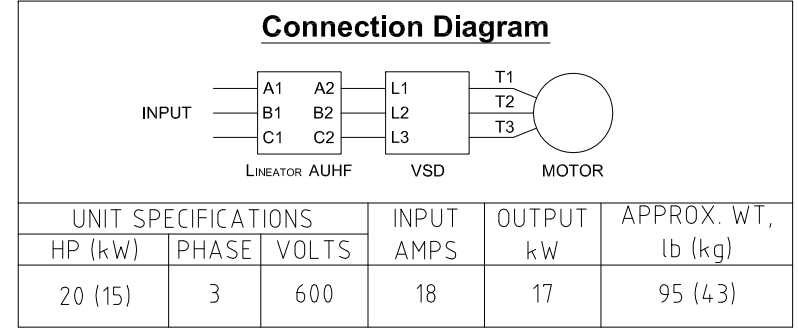 Connection Diagram
A1 A2 L1 T1
INPUT B1 B2 L2 T2
C1 C2 L3 T3
LINEATOR AUHF VSD MOTOR
UNIT SPECIFICATIONS INPUT OUTPUT APPROX. WT,
HP (kW) PHASE VOLTS AMPS kW lb (kg)
20 (15) 3 600 18 17 95 (43)